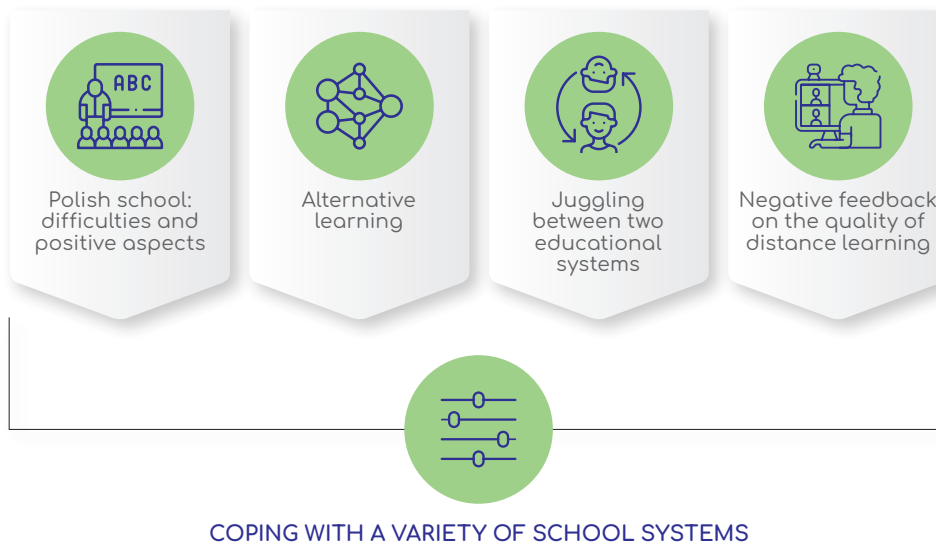 ABC
Polish school:
difficulties and
positive aspects
Alternative
learning
Juggling
between two
educational
systems
Negative feedback
on the quality of
distance learning
COPING WITH A VARIETY OF SCHOOL SYSTEMS